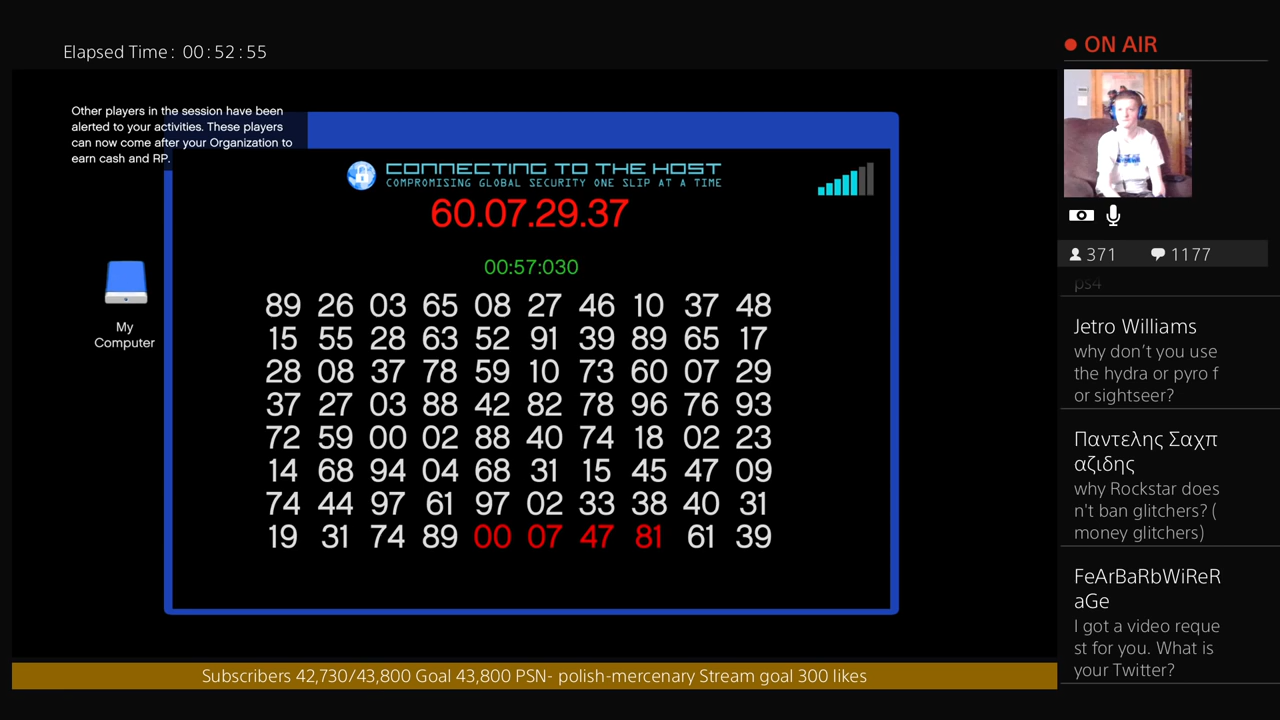 Elapsed Time: 00:52:55
ON AIR
Other players in the session have been
alerted to your activities. These players
can now come after your Organization to
earn cash and RP.
CONNECTING TO THE HOST
COMPROMISING GLOBAL SECURITY ONE SLIP AT A TIME
60.07.29.37
00:57:030
My
Computer
89 26 03 65 08 27 46 10 37 48
15 55 28 63 52 91 39 89 65 17
28 08 37 78 59 10 73 60 07 29
37 27 03 88 42 82 78 96 76 93
72 59 00 02 88 40 74 18 02 23
14 68 94 04 68 31 15 45 47 09
74 44 97 61 97 02 33 38 40 31
19 31 74 89 00 07 47 81 61 39
371 1177
ps4
Jetro Williams
why don't you use
the hydra or pyro f
or sightseer?
Παντελης Σαχπ
αζιδης
why Rockstar does
n't ban glitchers? (
money glitchers)
FeArBaRbWiReR
aGe
I got a video reque
st for you. What is
your Twitter?
Subscribers 42,730/43,800 Goal 43,800 PSN- polish-mercenary Stream goal 300 likes